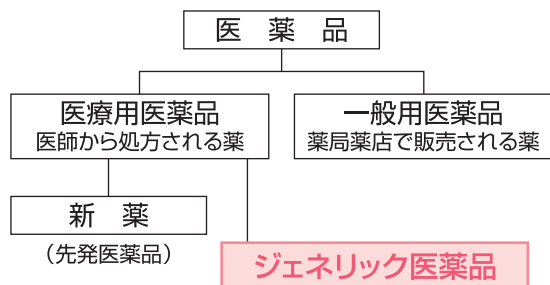 医 薬 品
医療用医薬品
医師から処方される薬
一般用医薬品
薬局薬店で販売される薬
新 薬
（先発医薬品）
ジェネリック医薬品